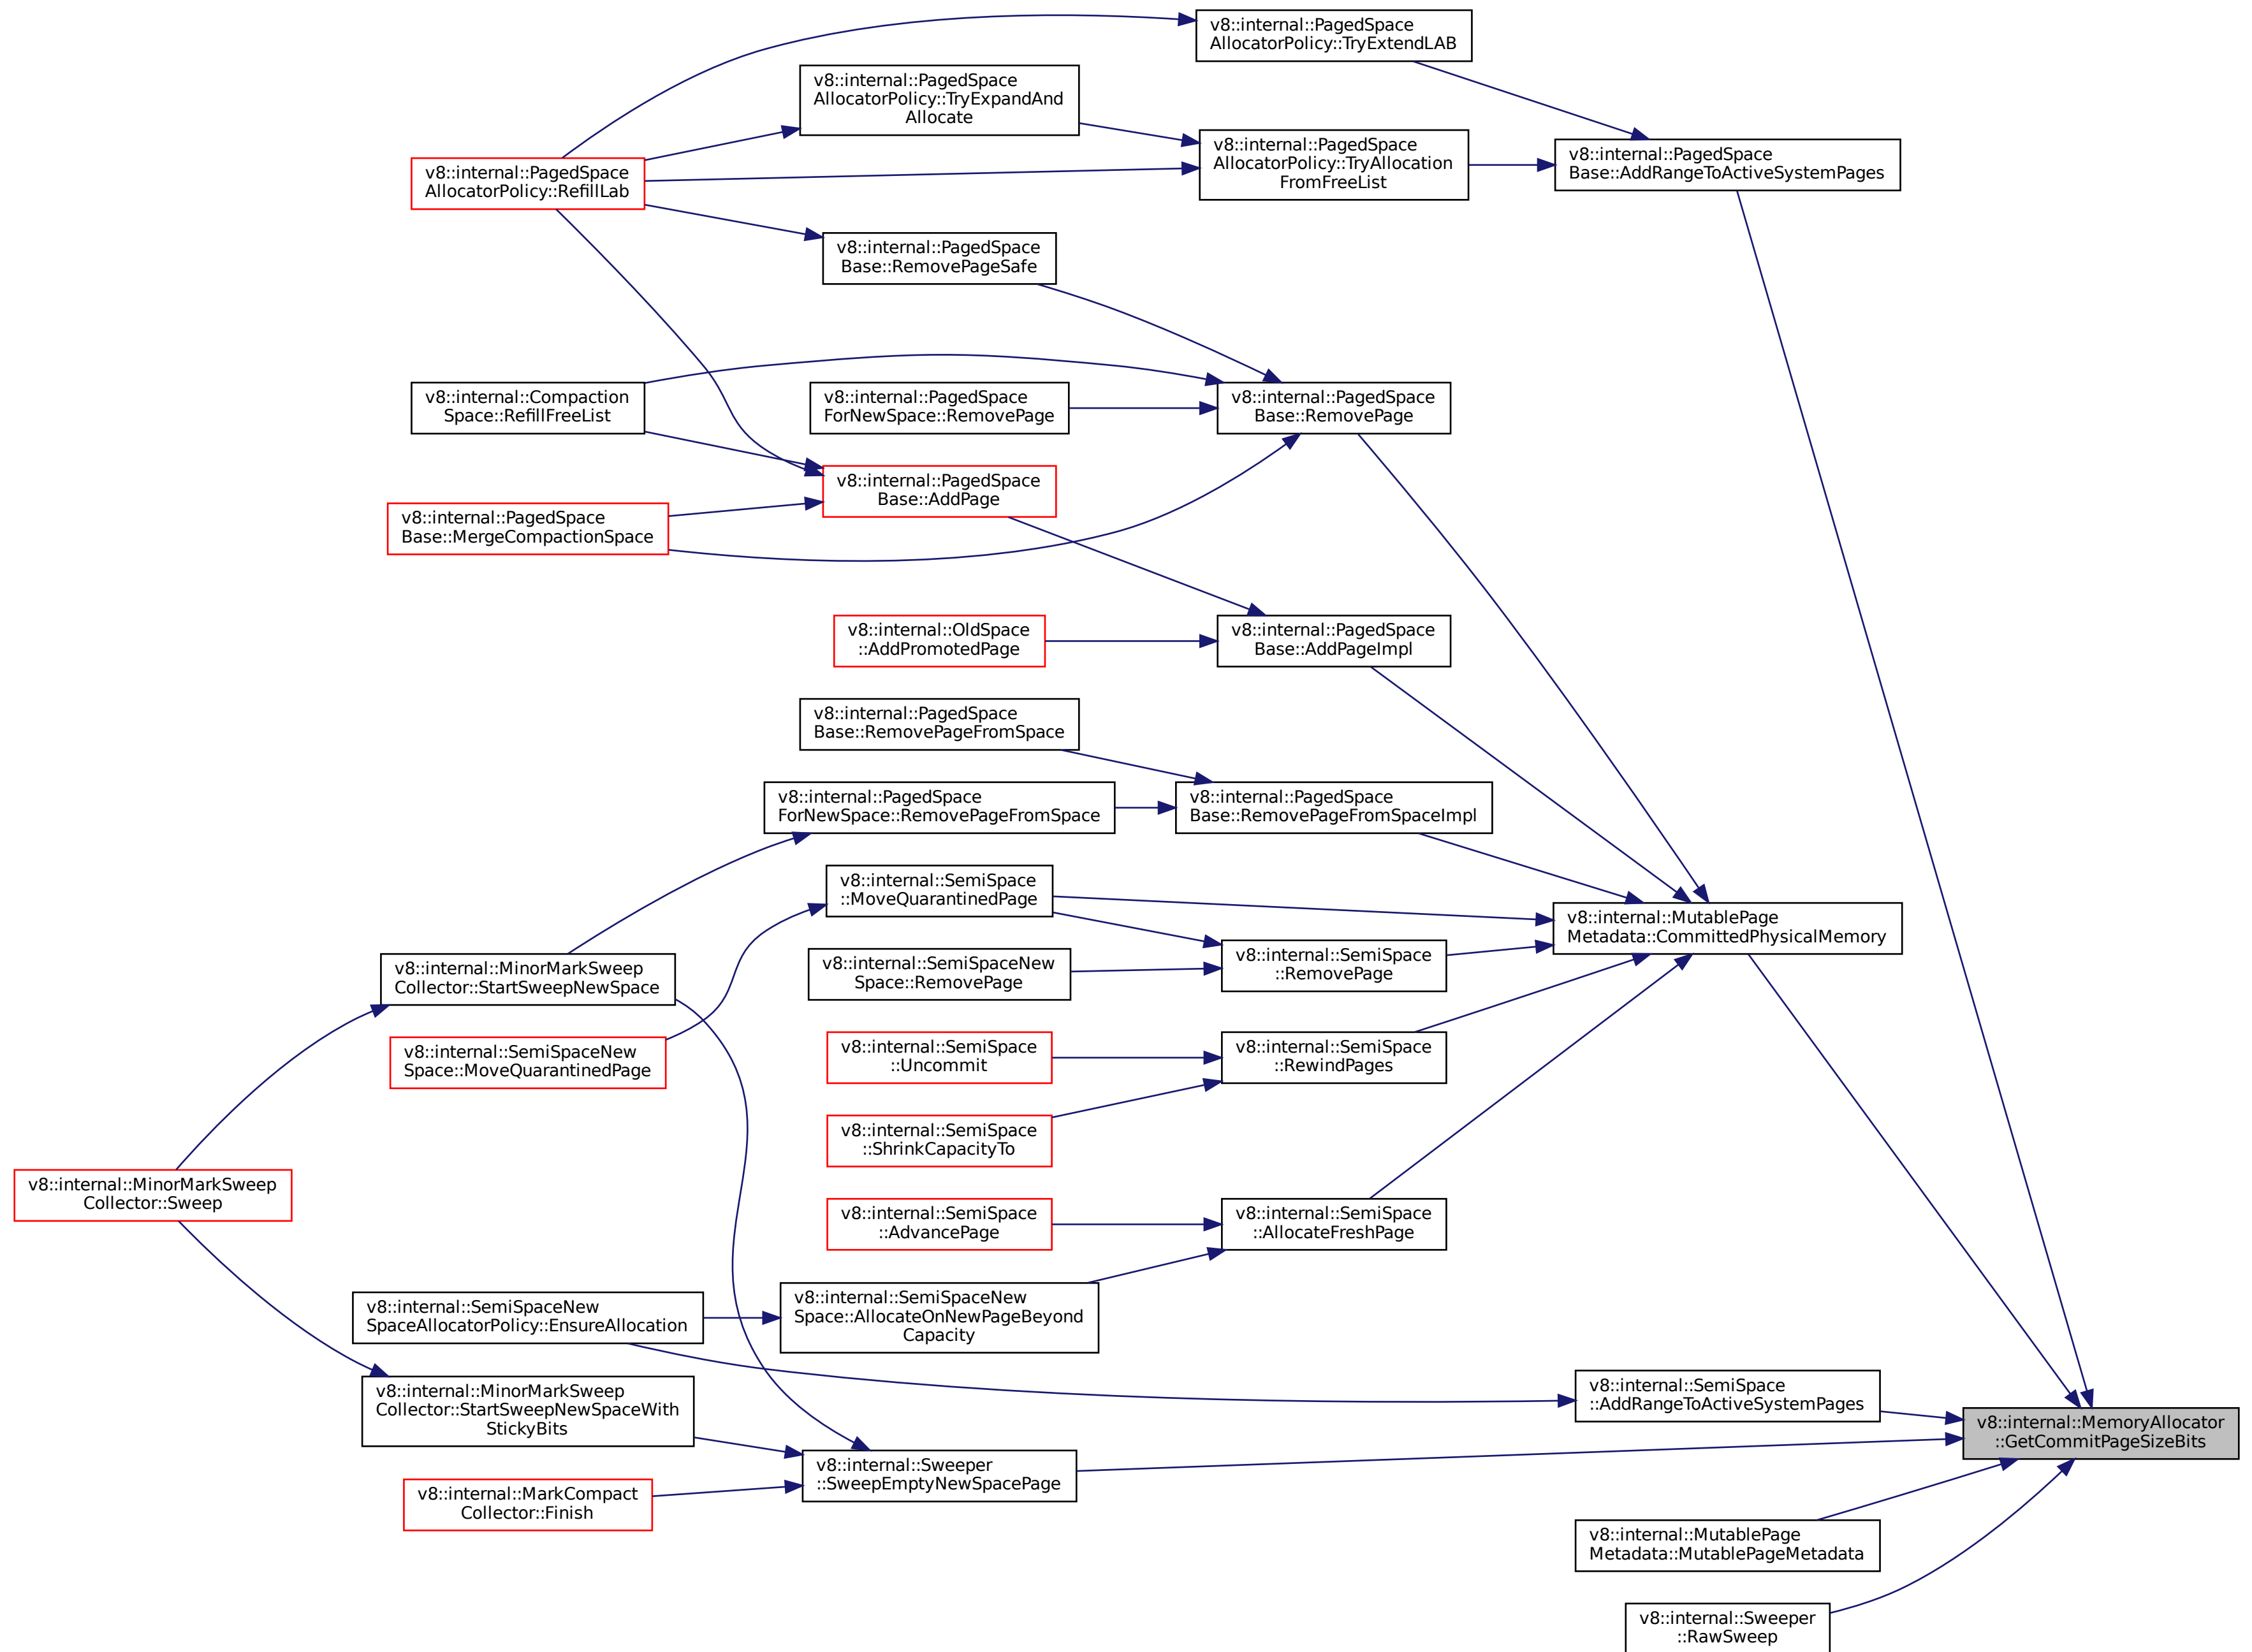 v8::internal::PagedSpace
AllocatorPolicy::TryExtendLAB
v8::internal::PagedSpace
AllocatorPolicy::TryExpandAnd
Allocate
v8::internal::PagedSpace
AllocatorPolicy::TryAllocation
FromFreeList
v8::internal::PagedSpace
Base::AddRangeToActiveSystemPages
v8::internal::PagedSpace
AllocatorPolicy::RefillLab
v8::internal::PagedSpace
Base::RemovePageSafe
v8::internal::Compaction
Space::RefillFreeList
v8::internal::PagedSpace
ForNewSpace::RemovePage
v8::internal::PagedSpace
Base::RemovePage
v8::internal::PagedSpace
Base::AddPage
v8::internal::PagedSpace
Base::MergeCompactionSpace
v8::internal::OldSpace
::AddPromotedPage
v8::internal::PagedSpace
Base::AddPageImpl
v8::internal::PagedSpace
Base::RemovePageFromSpace
v8::internal::PagedSpace
ForNewSpace::RemovePageFromSpace
v8::internal::PagedSpace
Base::RemovePageFromSpaceImpl
v8::internal::SemiSpace
::MoveQuarantinedPage
v8::internal::MutablePage
Metadata::CommittedPhysicalMemory
v8::internal::MinorMarkSweep
Collector::StartSweepNewSpace
v8::internal::SemiSpaceNew
Space::RemovePage
v8::internal::SemiSpace
::RemovePage
v8::internal::SemiSpaceNew
Space::MoveQuarantinedPage
v8::internal::SemiSpace
::Uncommit
v8::internal::SemiSpace
::RewindPages
v8::internal::SemiSpace
::ShrinkCapacityTo
v8::internal::MinorMarkSweep
Collector::Sweep
v8::internal::SemiSpace
::AdvancePage
v8::internal::SemiSpace
::AllocateFreshPage
v8::internal::SemiSpaceNew
SpaceAllocatorPolicy::EnsureAllocation
v8::internal::SemiSpaceNew
Space::AllocateOnNewPageBeyond
Capacity
v8::internal::MinorMarkSweep
Collector::StartSweepNewSpaceWith
StickyBits
v8::internal::SemiSpace
::AddRangeToActiveSystemPages
v8::internal::MemoryAllocator
::GetCommitPageSizeBits
v8::internal::Sweeper
::SweepEmptyNewSpacePage
v8::internal::MarkCompact
Collector::Finish
v8::internal::MutablePage
Metadata::MutablePageMetadata
v8::internal::Sweeper
::RawSweep